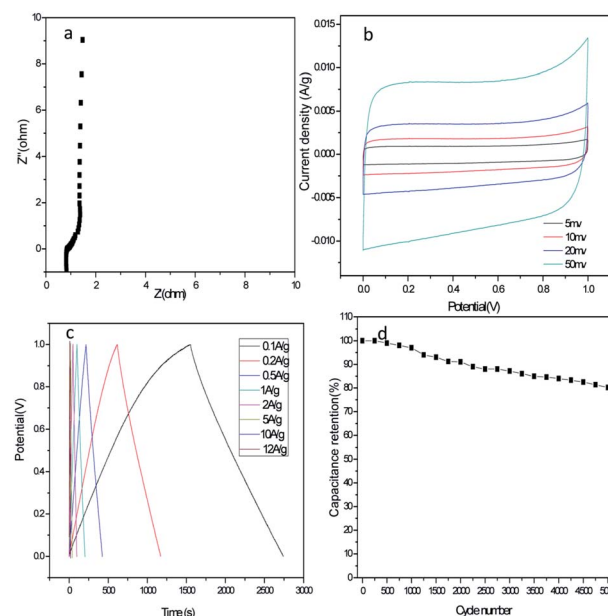 a
10
8
6
4
2
0
Z"(ohm)
0 2 4 6 8 10
Z(ohm)
b
0.015
0.010
0.005
0.000
-0.005
-0.010
Current density (A/g)
5mv
10mv
20mv
50mv
0.0 0.2 0.4 0.6 0.8 1.0
Potential(V)
c
1.0
0.8
0.6
0.4
0.2
0.0
Potential(V)
0.1A/g
0.2A/g
0.5A/g
1A/g
2A/g
5A/g
10A/g
12A/g
0 500 1000 1500 2000 2500 3000
Time(s)
d
110
100
90
80
70
60
50
40
30
20
10
0
Capacitance retention(%)
0 500 1000 1500 2000 2500 3000 3500 4000 4500 5000
Cycle number